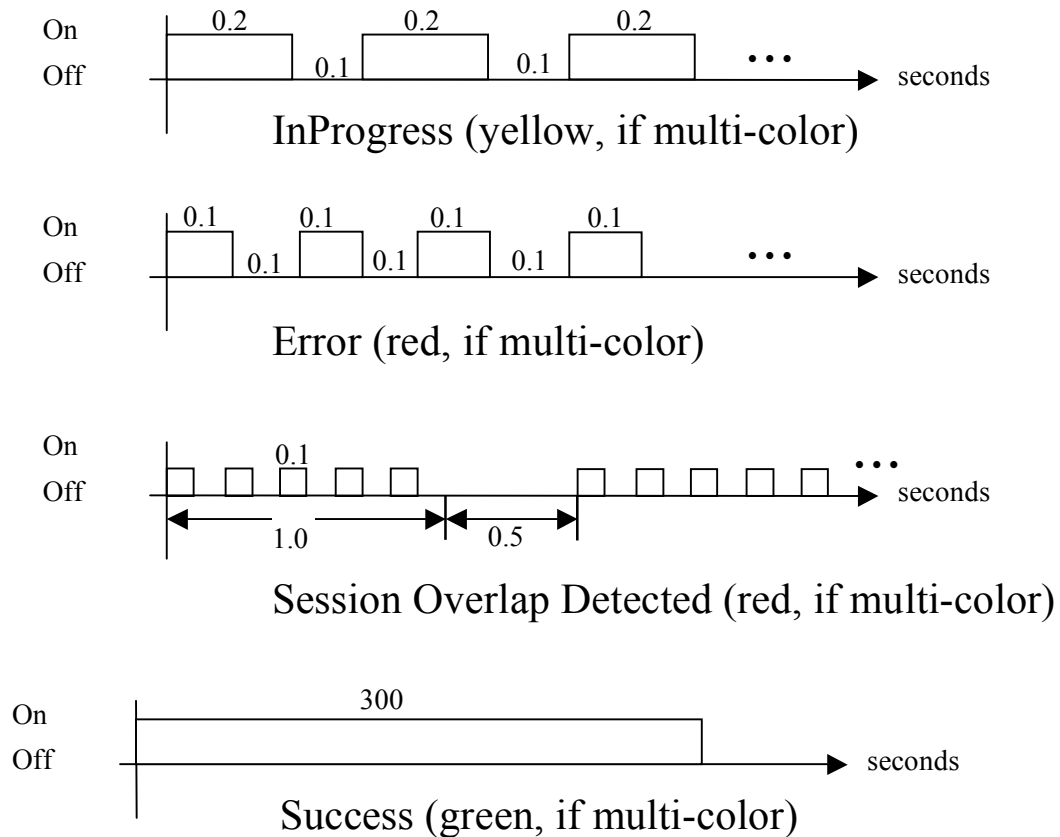 On
0.2
0.2
0.2
Off
0.1
0.1
...
seconds
InProgress (yellow, if multi-color)
On
0.1
0.1
0.1
0.1
Off
0.1
0.1
0.1
...
seconds
Error (red, if multi-color)
On
0.1
...
Off
seconds
1.0
0.5
Session Overlap Detected (red, if multi-color)
300
On
Off
seconds
Success (green, if multi-color)